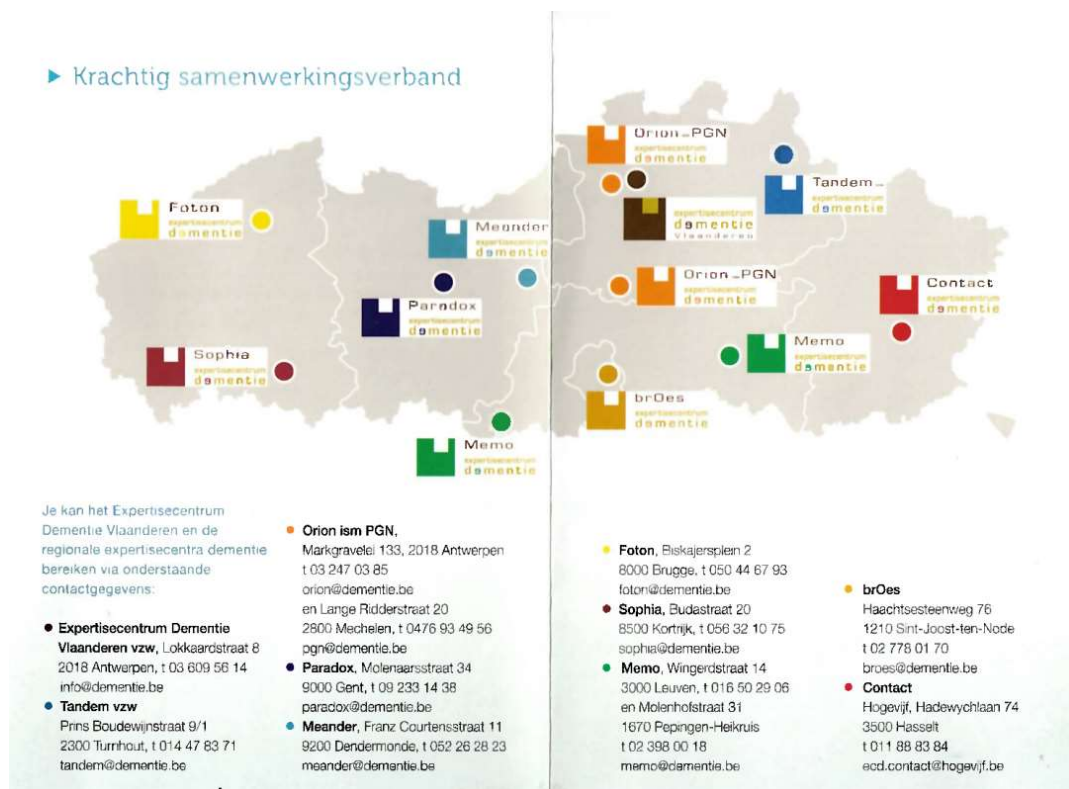 ▸ Krachtig samenwerkingsverband
Foton
expertisecentrum
dementie
Meander
expertisecentrum
dementie
Paradox
expertisecentrum
dementie
Sophia
expertisecentrum
dementie
Memo
expertisecentrum
dementie
Orion_PGN
expertisecentrum
dementie
Tandem_
expertisecentrum
dementie
expertisecentrum
dementie
Vlaanderen
Orion_PGN
expertisecentrum
dementie
Contact
expertisecentrum
dementie
Memo
expertisecentrum
dementie
brOes
expertisecentrum
dementie
Je kan het Expertisecentrum
Dementie Vlaanderen en de
regionale expertisecentra dementie
bereiken via onderstaande
contactgegevens:
• Expertisecentrum Dementie
Vlaanderen vzw, Lokkaardstraat 8
2018 Antwerpen, t 03 609 56 14
info@dementie.be
• Tandem vzw
Prins Boudewijnstraat 9/1
2300 Turnhout, t 014 47 83 71
tandem@dementie.be
• Orion ism PGN,
Markgravelei 133, 2018 Antwerpen
t 03 247 03 85
orion@dementie.be
en Lange Ridderstraat 20
2800 Mechelen, t 0476 93 49 56
pgn@dementie.be
• Paradox, Molenaarsstraat 34
9000 Gent, t 09 233 14 38
paradox@dementie.be
• Meander, Franz Courtensstraat 11
9200 Dendermonde, t 052 26 28 23
meander@dementie.be
• Foton, Biskajersplein 2
8000 Brugge, t 050 44 67 93
foton@dementie.be
• Sophia, Budastraat 20
8500 Kortrijk, t 056 32 10 75
sophia@dementie.be
• Memo, Wingerdstraat 14
3000 Leuven, t 016 50 29 06
en Molenhofstraat 31
1670 Pepingen-Heikruis
t 02 398 00 18
memo@dementie.be
• brOes
Haachtsesteenweg 76
1210 Sint-Joost-ten-Node
t 02 778 01 70
broes@dementie.be
• Contact
Hogevijf, Hadewychlaan 74
3500 Hasselt
t 011 88 83 84
ecd.contact@hogevijf.be